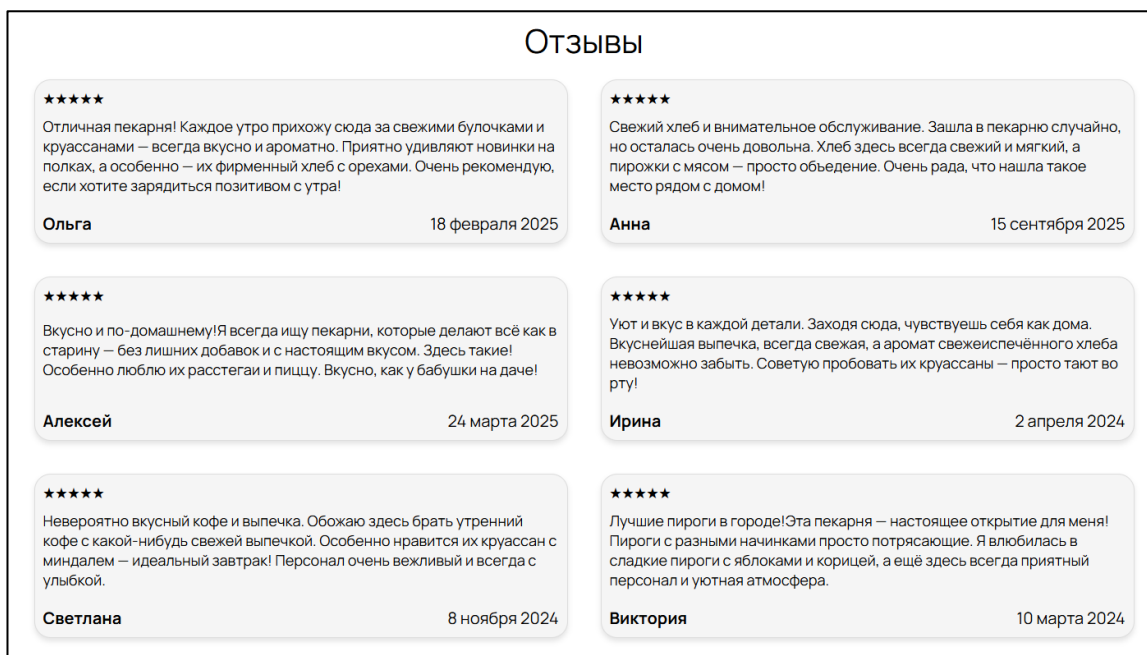 Отзывы
★★★★★
Отличная пекарня! Каждое утро прихожу сюда за свежими булочками и
круассанами — всегда вкусно и ароматно. Приятно удивляют новинки на
полках, а особенно — их фирменный хлеб с орехами. Очень рекомендую,
если хотите зарядиться позитивом с утра!
Ольга 18 февраля 2025
★★★★★
Свежий хлеб и внимательное обслуживание. Зашла в пекарню случайно,
но осталась очень довольна. Хлеб здесь всегда свежий и мягкий, а
пирожки с мясом — просто объедение. Очень рада, что нашла такое
место рядом с домом!
Анна 15 сентября 2025
★★★★★
Вкусно и по-домашнему!Я всегда ищу пекарни, которые делают всё как в
старину — без лишних добавок и с настоящим вкусом. Здесь такие!
Особенно люблю их расстегаи и пиццу. Вкусно, как у бабушки на даче!
Алексей 24 марта 2025
★★★★★
Уют и вкус в каждой детали. Заходя сюда, чувствуешь себя как дома.
Вкуснейшая выпечка, всегда свежая, а аромат свежеиспечённого хлеба
невозможно забыть. Советую пробовать их круассаны — просто тают во
рту!
Ирина 2 апреля 2024
★★★★★
Невероятно вкусный кофе и выпечка. Обожаю здесь брать утренний
кофе с какой-нибудь свежей выпечкой. Особенно нравится их круассан с
миндалем — идеальный завтрак! Персонал очень вежливый и всегда с
улыбкой.
Светлана 8 ноября 2024
★★★★★
Лучшие пироги в городе!Эта пекарня — настоящее открытие для меня!
Пироги с разными начинками просто потрясающие. Я влюбилась в
сладкие пироги с яблоками и корицей, а ещё здесь всегда приятный
персонал и уютная атмосфера.
Виктория 10 марта 2024